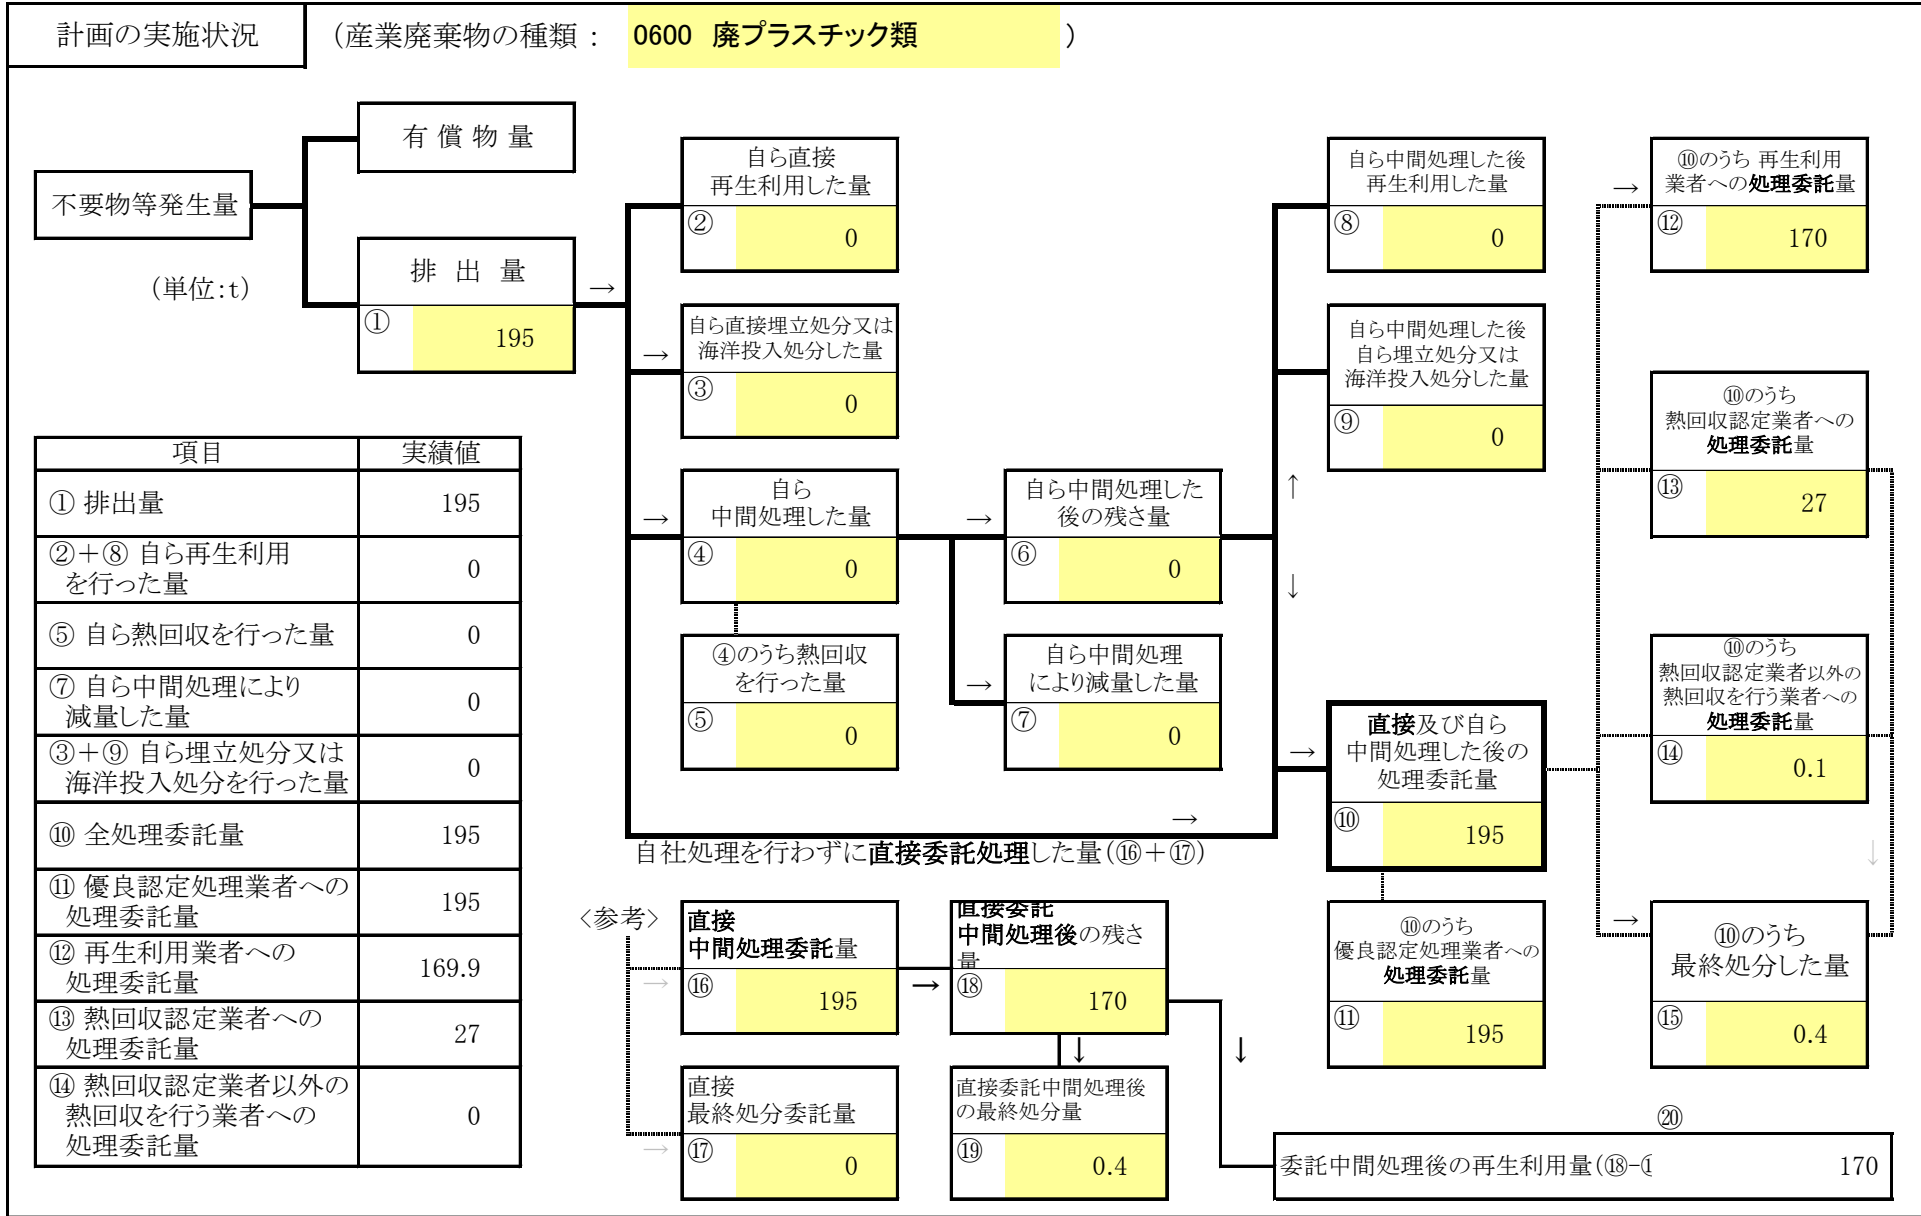 計画の実施状況
（産業廃棄物の種類： 0600 廃プラスチック類 ）
有 償 物 量
不要物等発生量
（単位:t）
排 出 量
→
① 195
自ら直接
再生利用した量
② 0
自ら直接埋立処分又は
海洋投入処分した量
→
③ 0
自ら
中間処理した量
→
④ 0
④のうち熱回収
を行った量
⑤ 0
自ら中間処理した
後の残さ量
→
⑥ 0
自ら中間処理
により減量した量
→
⑦ 0
自ら中間処理した後
再生利用した量
⑧ 0
自ら中間処理した後
自ら埋立処分又は
海洋投入処分した量
⑨ 0
↑
↓
直接及び自ら
中間処理した後の
処理委託量
→
⑩ 195
⑩のうち
優良認定処理業者への
処理委託量
⑪ 195
⑩のうち 再生利用
業者への処理委託量
→
⑫ 170
⑩のうち
熱回収認定業者への
処理委託量
⑬ 27
⑩のうち
熱回収認定業者以外の
熱回収を行う業者への
処理委託量
⑭ 0.1
↓
→
⑩のうち
最終処分した量
⑮ 0.4
項目 実績値
① 排出量 195
②＋⑧ 自ら再生利用
を行った量 0
⑤ 自ら熱回収を行った量 0
⑦ 自ら中間処理により
減量した量 0
③＋⑨ 自ら埋立処分又は
海洋投入処分を行った量 0
⑩ 全処理委託量 195
⑪ 優良認定処理業者への
処理委託量 195
⑫ 再生利用業者への
処理委託量 169.9
⑬ 熱回収認定業者への
処理委託量 27
⑭ 熱回収認定業者以外の
熱回収を行う業者への
処理委託量 0
→
自社処理を行わずに直接委託処理した量（⑯＋⑰）
〈参考〉
直接
中間処理委託量
→
⑯ 195
→
直接委託
中間処理後の残さ
量
⑱ 170
↓
↓
直接
最終処分委託量
→
⑰ 0
直接委託中間処理後
の最終処分量
⑲ 0.4
⑳
委託中間処理後の再生利用量（⑱-
170